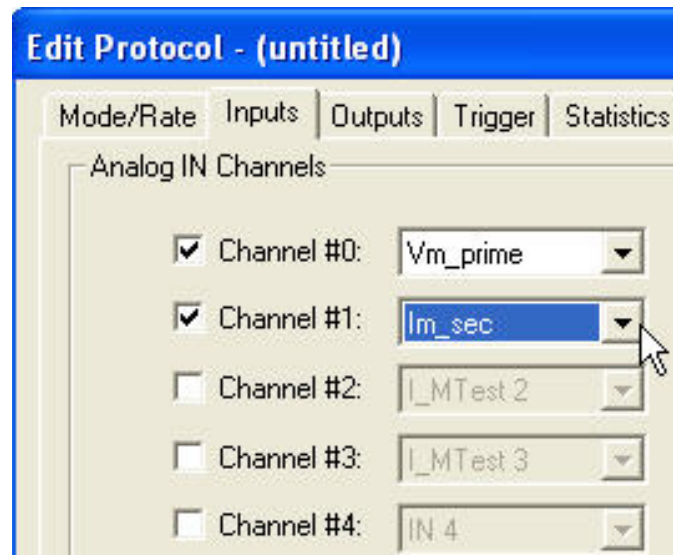 Edit Protocol - (untitled)
Mode/Rate Inputs Outputs Trigger Statistics
Analog IN Channels
Channel #0: Vm_prime
Channel #1: Im_sec
Channel #2: I_MTest 2
Channel #3: I_MTest 3
Channel #4: IN 4